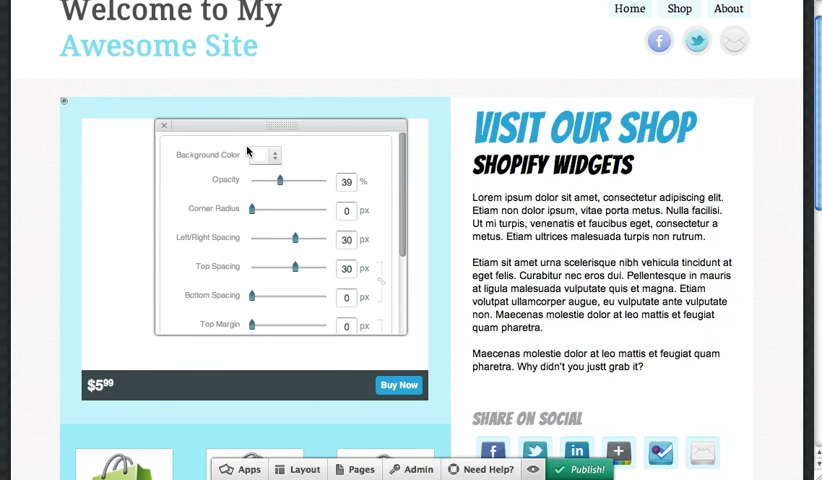 Welcome to My
Awesome Site
Home Shop About
VISIT OUR SHOP
SHOPIFY WIDGETS
Background Color
Opacity 39 %
Corner Radius 0 px
Left/Right Spacing 30 px
Top Spacing 30 px
Bottom Spacing 0 px
Top Margin 0 px
$5.99
Buy Now
Lorem ipsum dolor sit amet, consectetur adipiscing elit.
Etiam non dolor ipsum, vitae porta metus. Nulla facilisi.
Ut mi turpis, venenatis et faucibus eget, consectetur a
metus. Etiam ultrices malesuada turpis non rutrum.
Etiam sit amet urna scelerisque nibh vehicula tincidunt at
eget felis. Curabitur nec eros dui. Pellentesque in mauris
at ligula malesuada vulputate quis et magna. Etiam
volutpat ullamcorper augue, eu vulputate ante vulputate
non. Maecenas molestie dolor at leo mattis et feugiat
quam pharetra.
Maecenas molestie dolor at leo mattis et feugiat quam
pharetra. Why didn't you justt grab it?
SHARE ON SOCIAL
Apps Layout Pages Admin Need Help? Publish!